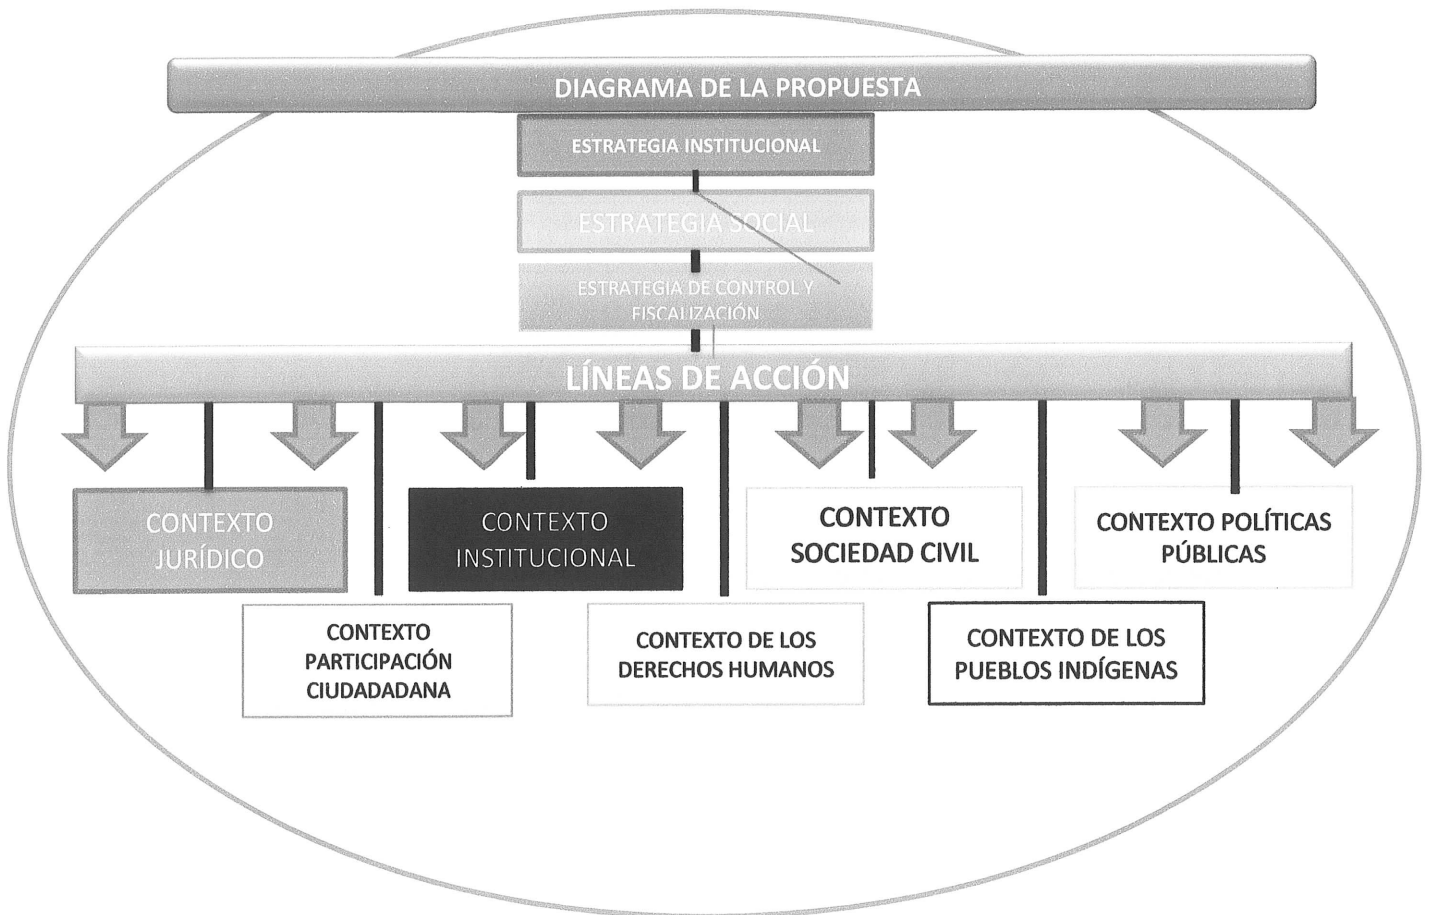 DIAGRAMA DE LA PROPUESTA
ESTRATEGIA INSTITUCIONAL
ESTRATEGIA SOCIAL
ESTRATEGIA DE CONTROL Y
FISCALIZACIÓN
LÍNEAS DE ACCIÓN
CONTEXTO
JURÍDICO
CONTEXTO
INSTITUCIONAL
CONTEXTO
SOCIEDAD CIVIL
CONTEXTO POLÍTICAS
PÚBLICAS
CONTEXTO
PARTICIPACIÓN
CIUDADADANA
CONTEXTO DE LOS
DERECHOS HUMANOS
CONTEXTO DE LOS
PUEBLOS INDÍGENAS